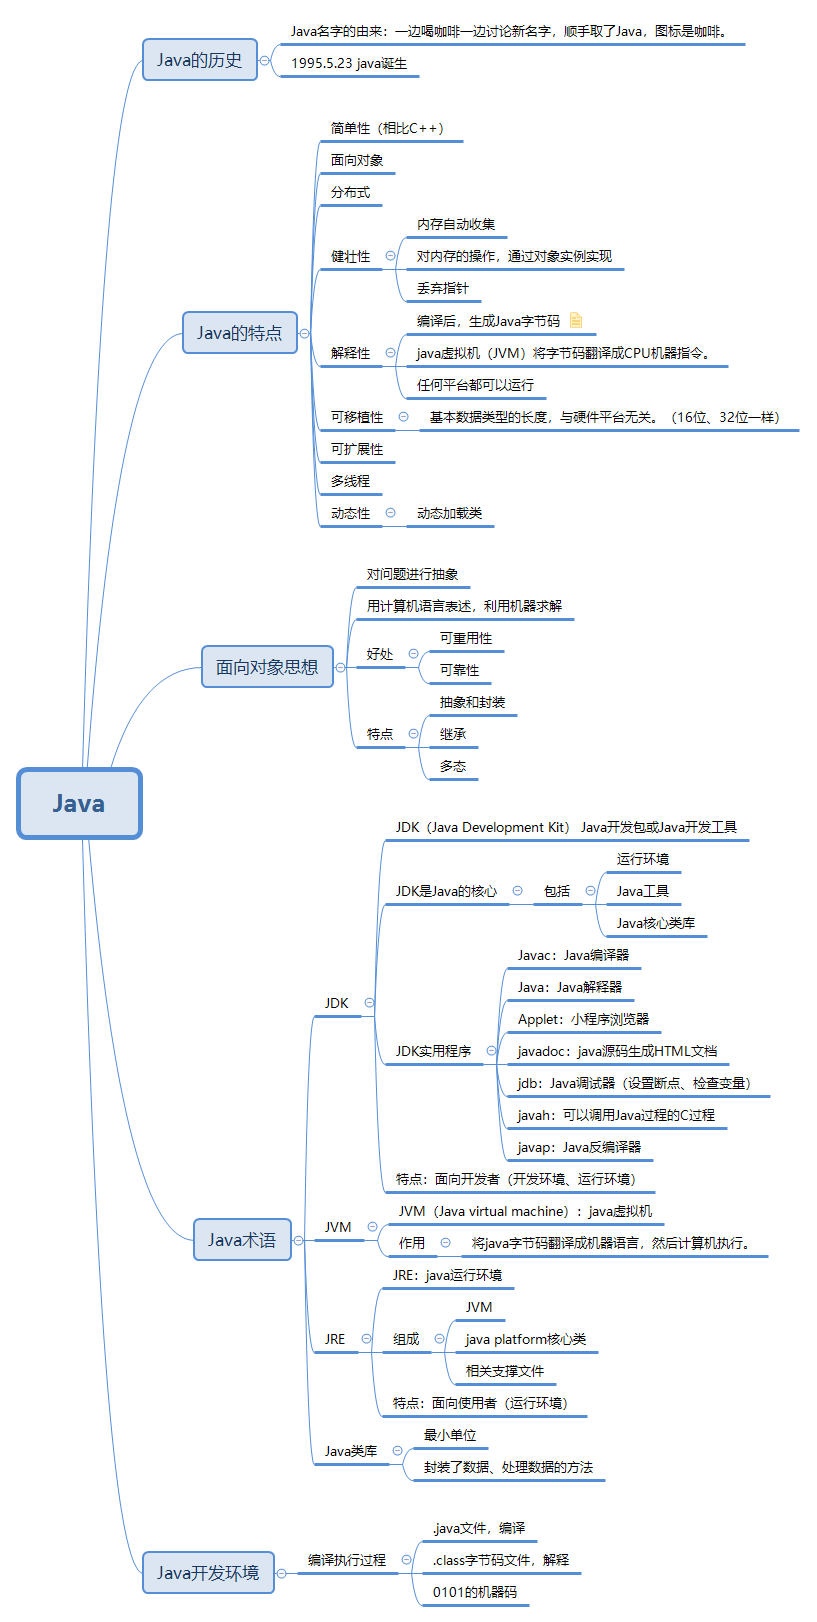 Java
Java的历史
Java名字的由来：一边喝咖啡一边讨论新名字，顺手取了Java，图标是咖啡。
1995.5.23 java诞生
Java的特点
简单性（相比C++）
面向对象
分布式
健壮性
内存自动收集
对内存的操作，通过对象实例实现
丢弃指针
解释性
编译后，生成Java字节码
java虚拟机（JVM）将字节码翻译成CPU机器指令。
任何平台都可以运行
可移植性
基本数据类型的长度，与硬件平台无关。（16位、32位一样）
可扩展性
多线程
动态性
动态加载类
面向对象思想
对问题进行抽象
用计算机语言表述，利用机器求解
好处
可重用性
可靠性
特点
抽象和封装
继承
多态
Java术语
JDK
JDK（Java Development Kit） Java开发包或Java开发工具
JDK是Java的核心
包括
运行环境
Java工具
Java核心类库
JDK实用程序
Javac：Java编译器
Java：Java解释器
Applet：小程序浏览器
javadoc：java源码生成HTML文档
jdb：Java调试器（设置断点、检查变量）
javah：可以调用Java过程的C过程
javap：Java反编译器
特点：面向开发者（开发环境、运行环境）
JVM
JVM（Java virtual machine）：java虚拟机
作用
将java字节码翻译成机器语言，然后计算机执行。
JRE
JRE：java运行环境
组成
JVM
java platform核心类
相关支撑文件
特点：面向使用者（运行环境）
Java类库
最小单位
封装了数据、处理数据的方法
Java开发环境
编译执行过程
.java文件，编译
.class字节码文件，解释
0101的机器码